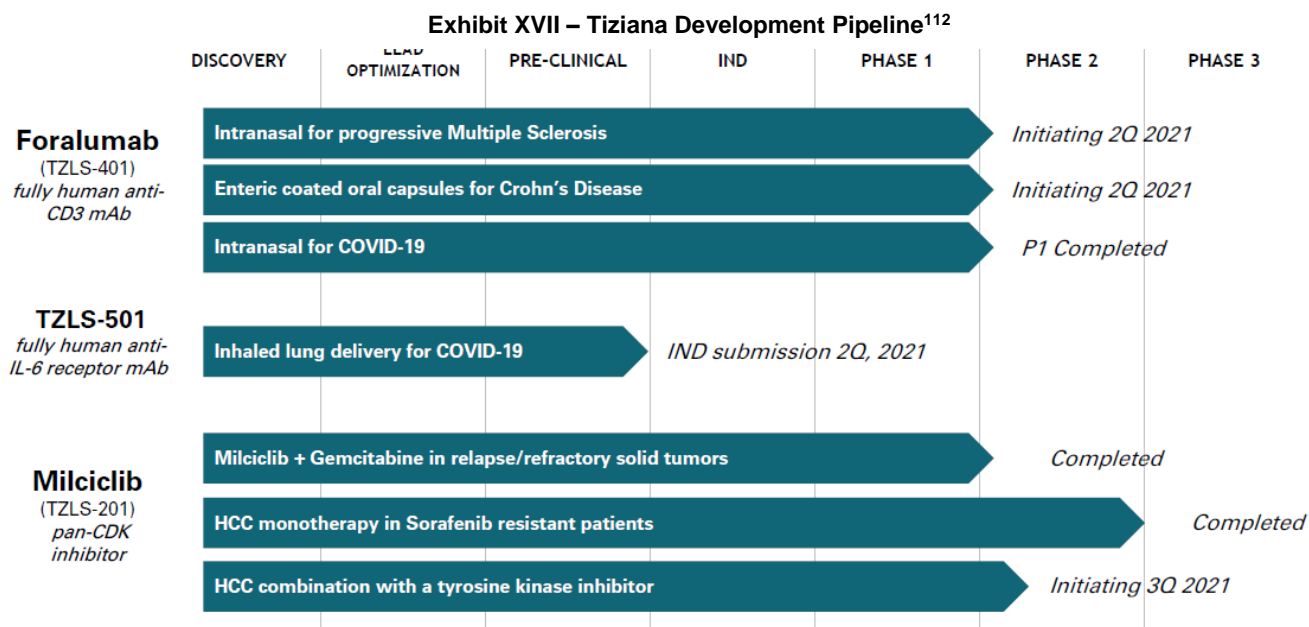 Exhibit XVII – Tiziana Development Pipeline112
DISCOVERY
LEAD
OPTIMIZATION
PRE-CLINICAL
IND
PHASE 1
PHASE 2
PHASE 3
Foralumab
(TZLS-401)
fully human anti-
CD3 mAb
Intranasal for progressive Multiple Sclerosis
Initiating 2Q 2021
Enteric coated oral capsules for Crohn’s Disease
Initiating 2Q 2021
Intranasal for COVID-19
P1 Completed
TZLS-501
fully human anti-
IL-6 receptor mAb
Inhaled lung delivery for COVID-19
IND submission 2Q, 2021
Milciclib
(TZLS-201)
pan-CDK
inhibitor
Milciclib + Gemcitabine in relapse/refractory solid tumors
Completed
HCC monotherapy in Sorafenib resistant patients
Completed
HCC combination with a tyrosine kinase inhibitor
Initiating 3Q 2021